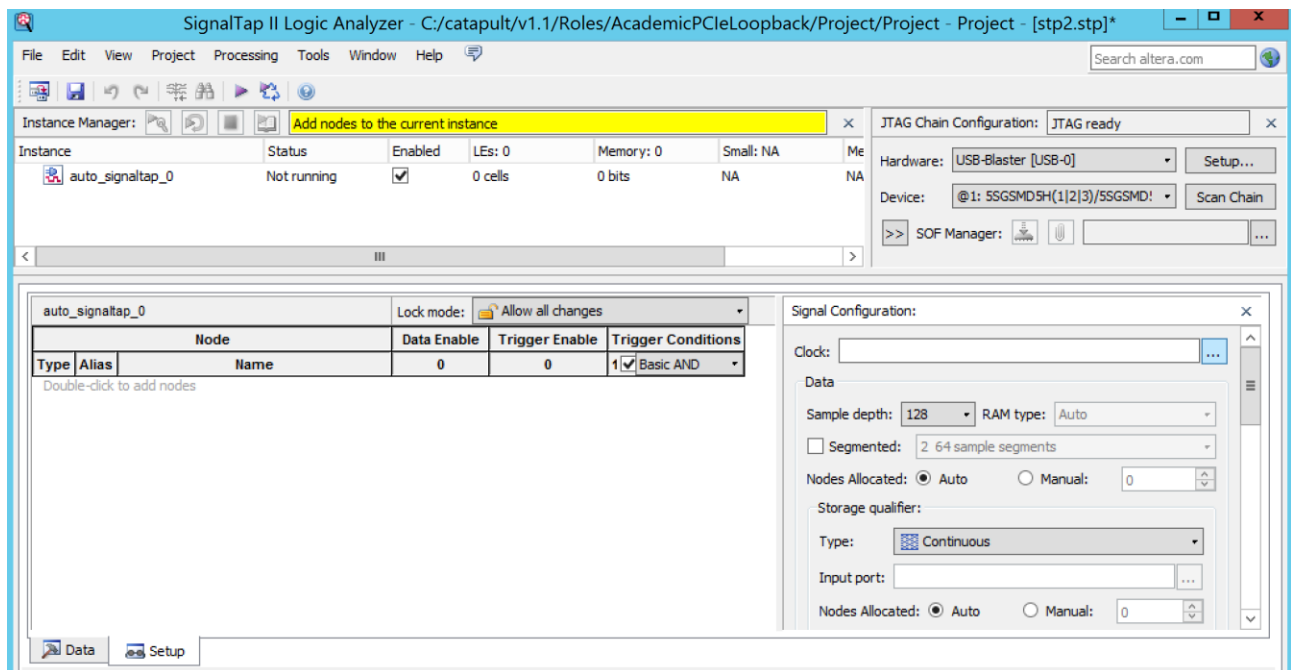 SignalTap II Logic Analyzer - C:/catapult/v1.1/Roles/AcademicPCIeLoopback/Project/Project - Project - [stp2.stp]*
File Edit View Project Processing Tools Window Help
Search altera.com
Instance Manager: Add nodes to the current instance
Instance Status Enabled LEs: 0 Memory: 0 Small: NA Me
auto_signaltap_0 Not running 0 cells 0 bits NA NA
JTAG Chain Configuration: JTAG ready
Hardware: USB-Blaster [USB-0] Setup...
Device: @1: 5SGSMD5H(1|2|3)/5SGSMD! Scan Chain
>> SOF Manager: ...
auto_signaltap_0 Lock mode: Allow all changes
Node Data Enable Trigger Enable Trigger Conditions
Type Alias Name 0 0 1 Basic AND
Double-click to add nodes
Signal Configuration:
Clock: ...
Data
Sample depth: 128 RAM type: Auto
Segmented: 2 64 sample segments
Nodes Allocated: Auto Manual: 0
Storage qualifier:
Type: Continuous
Input port: ...
Nodes Allocated: Auto Manual: 0
Data Setup